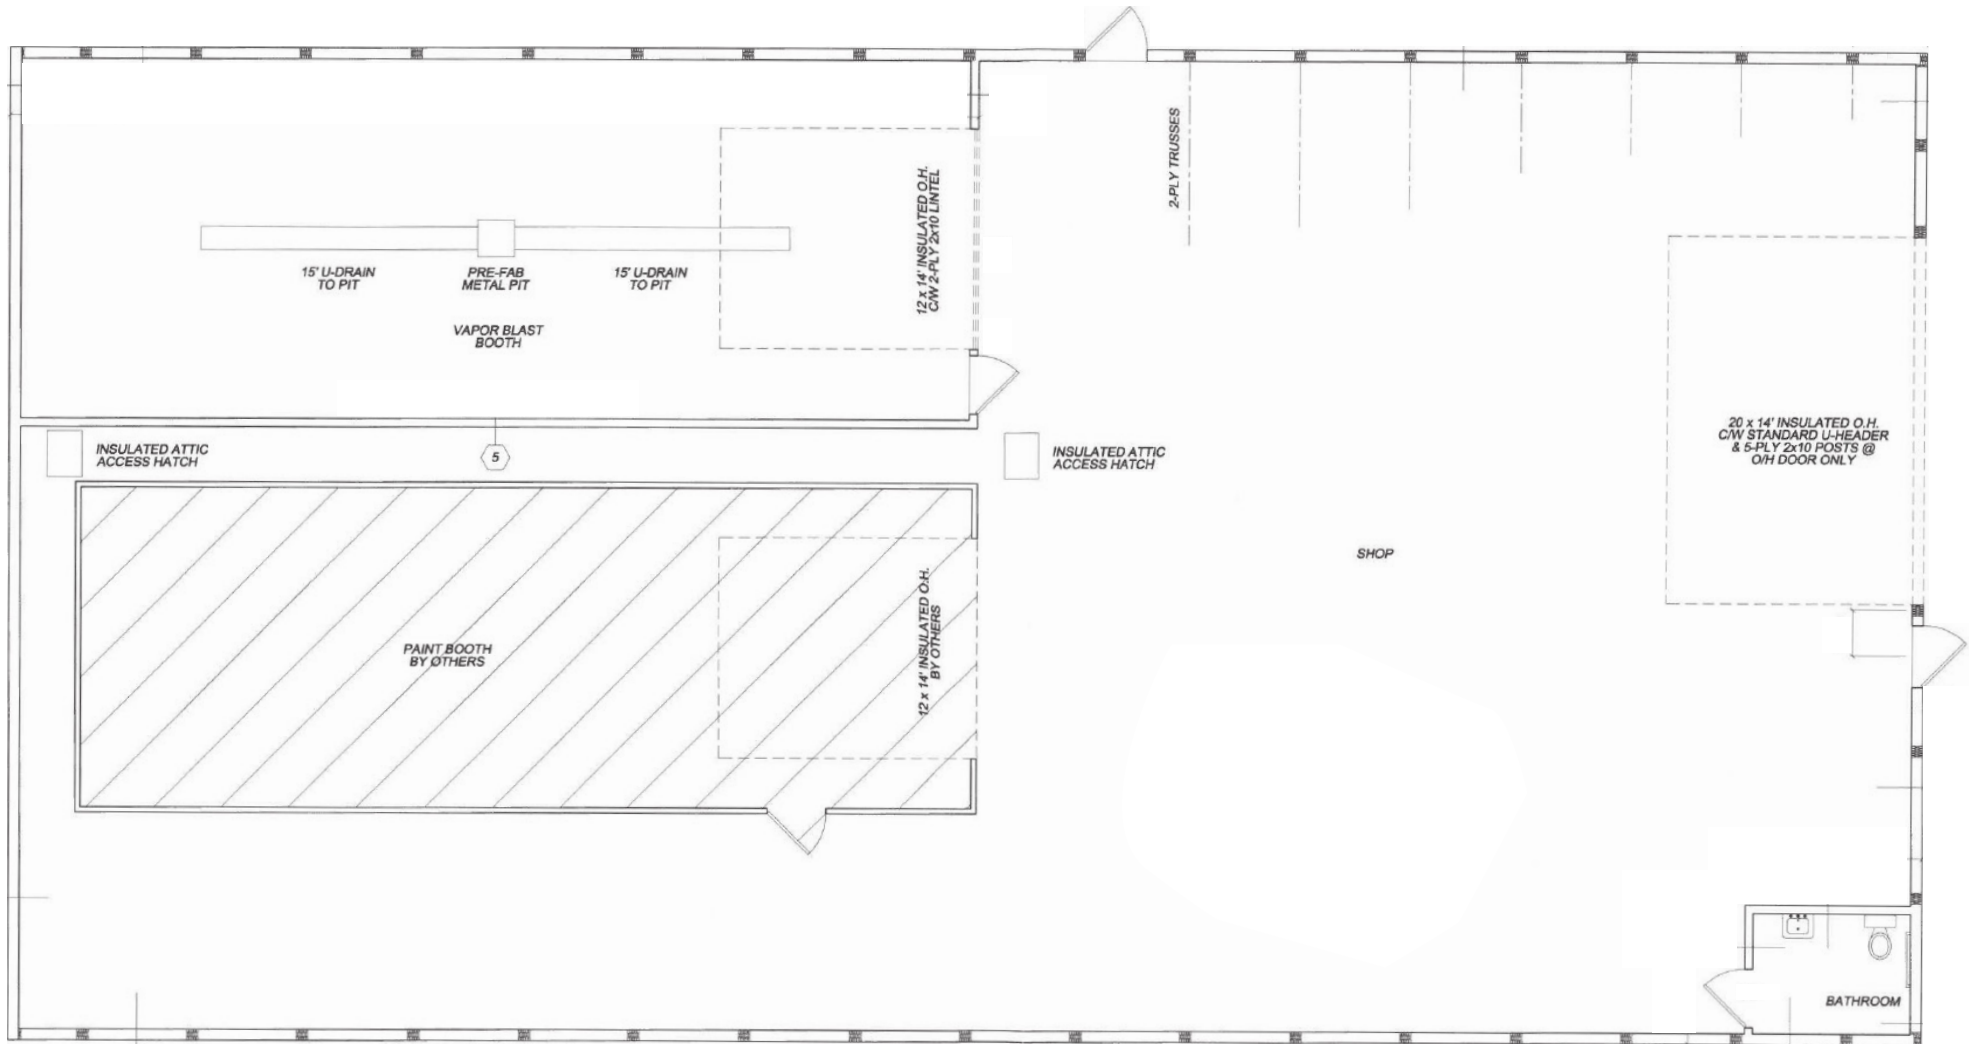 2-PLY TRUSSES
12 x 14' INSULATED O.H.
C/W 2-PLY 2x10 LINTEL
15' U-DRAIN
TO PIT
PRE-FAB
METAL PIT
15' U-DRAIN
TO PIT
VAPOR BLAST
BOOTH
INSULATED ATTIC
ACCESS HATCH
5
INSULATED ATTIC
ACCESS HATCH
20 x 14' INSULATED O.H.
C/W STANDARD U-HEADER
& 5-PLY 2x10 POSTS @
O/H DOOR ONLY
SHOP
PAINT BOOTH
BY OTHERS
12 x 14' INSULATED O.H.
BY OTHERS
BATHROOM